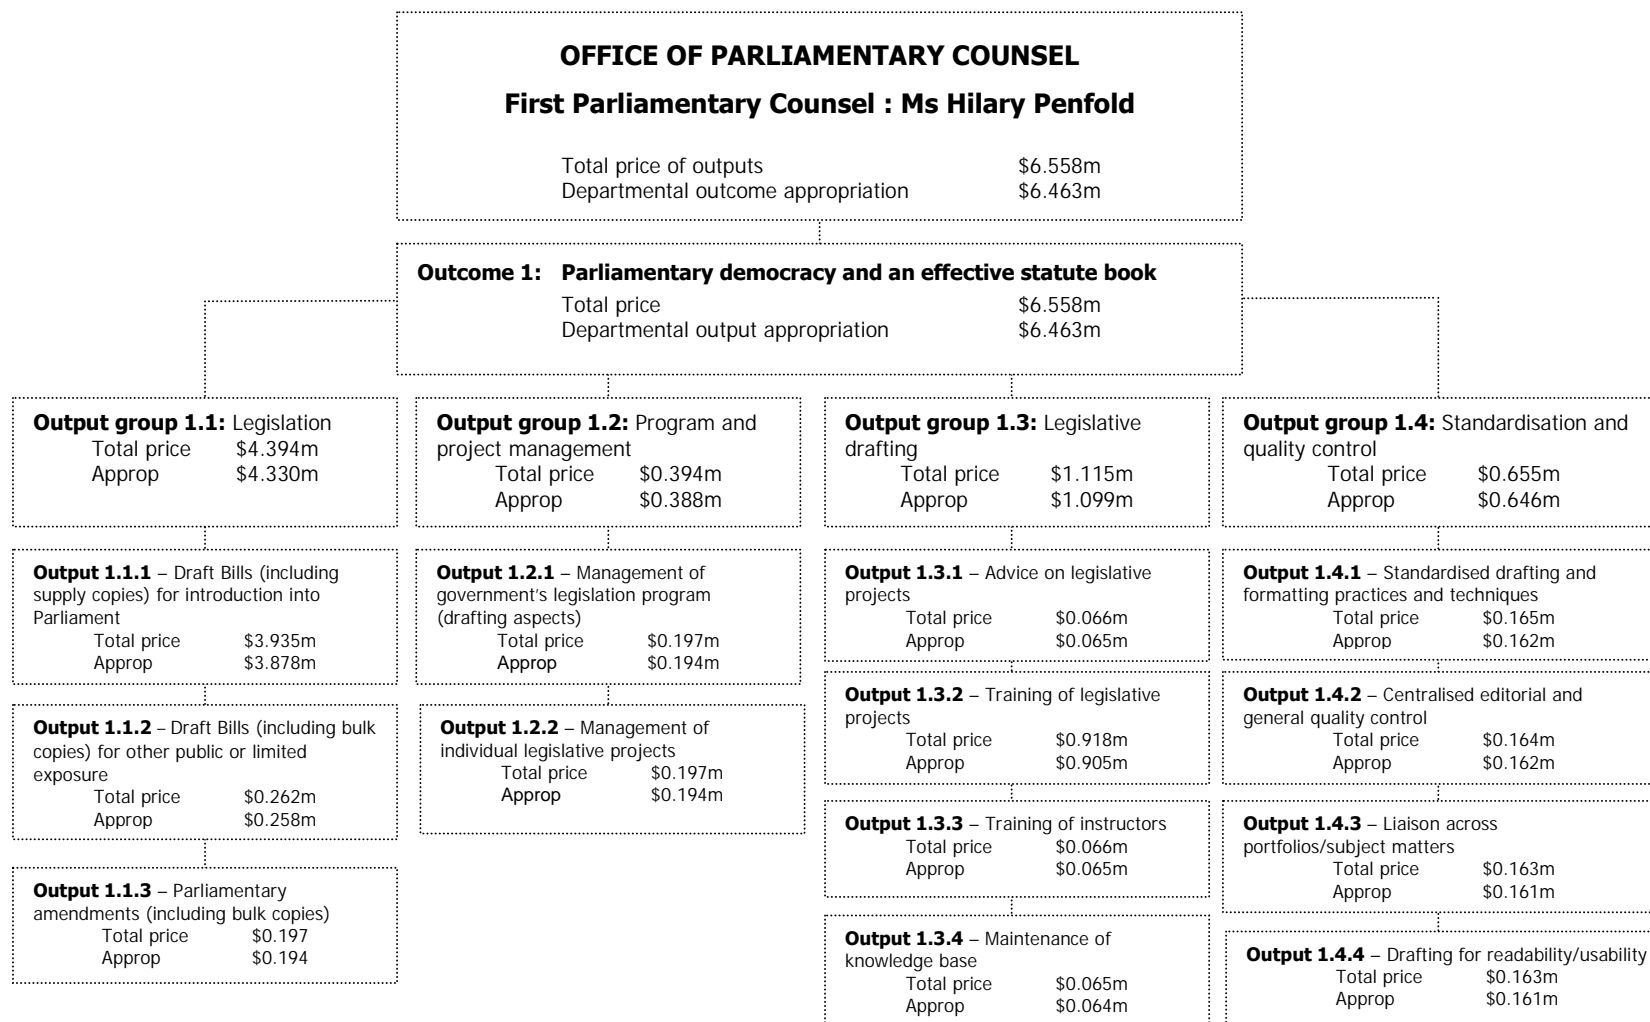 OFFICE OF PARLIAMENTARY COUNSEL
First Parliamentary Counsel : Ms Hilary Penfold
Total price of outputs $6.558m
Departmental outcome appropriation $6.463m
Outcome 1: Parliamentary democracy and an effective statute book
Total price $6.558m
Departmental output appropriation $6.463m
Output group 1.1: Legislation
Total price $4.394m
Approp $4.330m
Output group 1.2: Program and
project management
Total price $0.394m
Approp $0.388m
Output group 1.3: Legislative
drafting
Total price $1.115m
Approp $1.099m
Output group 1.4: Standardisation and
quality control
Total price $0.655m
Approp $0.646m
Output 1.1.1 – Draft Bills (including
supply copies) for introduction into
Parliament
Total price $3.935m
Approp $3.878m
Output 1.1.2 – Draft Bills (including bulk
copies) for other public or limited
exposure
Total price $0.262m
Approp $0.258m
Output 1.1.3 – Parliamentary
amendments (including bulk copies)
Total price $0.197
Approp $0.194
Output 1.2.1 – Management of
government's legislation program
(drafting aspects)
Total price $0.197m
Approp $0.194m
Output 1.2.2 – Management of
individual legislative projects
Total price $0.197m
Approp $0.194m
Output 1.3.1 – Advice on legislative
projects
Total price $0.066m
Approp $0.065m
Output 1.3.2 – Training of legislative
projects
Total price $0.918m
Approp $0.905m
Output 1.3.3 – Training of instructors
Total price $0.066m
Approp $0.065m
Output 1.3.4 – Maintenance of
knowledge base
Total price $0.065m
Approp $0.064m
Output 1.4.1 – Standardised drafting and
formatting practices and techniques
Total price $0.165m
Approp $0.162m
Output 1.4.2 – Centralised editorial and
general quality control
Total price $0.164m
Approp $0.162m
Output 1.4.3 – Liaison across
portfolios/subject matters
Total price $0.163m
Approp $0.161m
Output 1.4.4 – Drafting for readability/usability
Total price $0.163m
Approp $0.161m